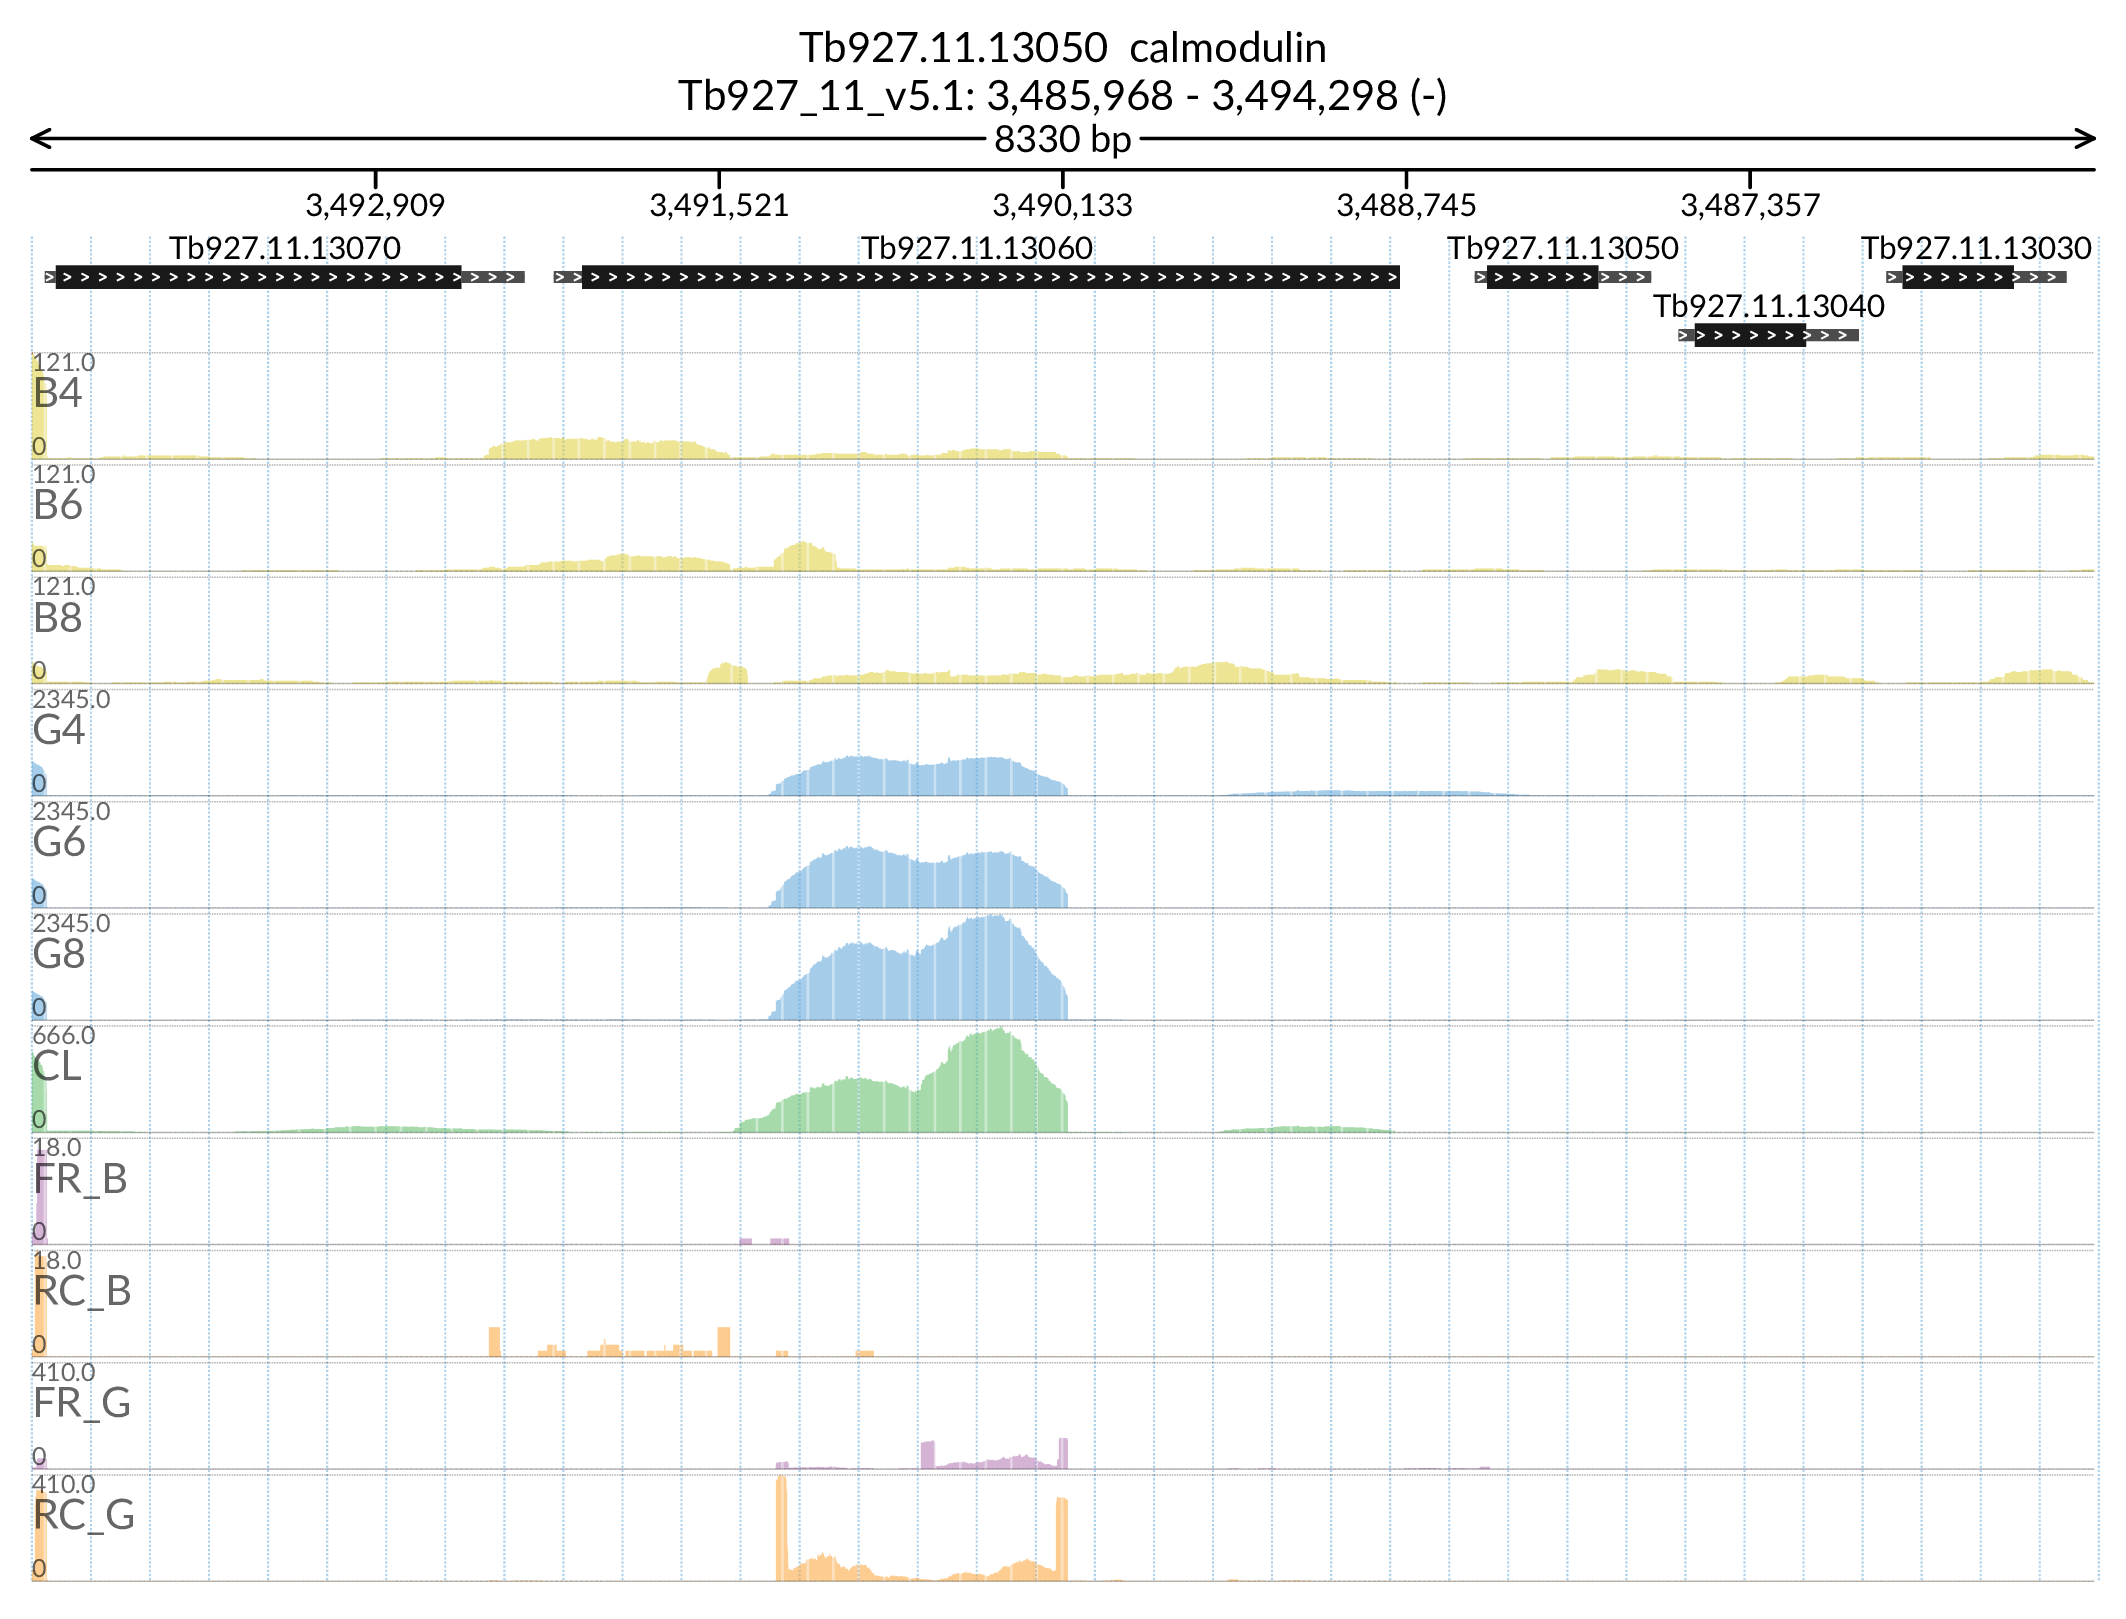 Tb927.11.13050 calmodulin
Tb927_11_v5.1: 3,485,968 - 3,494,298 (-)
8330 bp
3,492,909 3,491,521 3,490,133 3,488,745 3,487,357
Tb927.11.13070 Tb927.11.13060 Tb927.11.13050 Tb927.11.13030
Tb927.11.13040
121.0
B4
0
121.0
B6
0
121.0
B8
0
2345.0
G4
0
2345.0
G6
0
2345.0
G8
0
666.0
CL
0
18.0
FR_B
0
18.0
RC_B
0
410.0
FR_G
0
410.0
RC_G
0